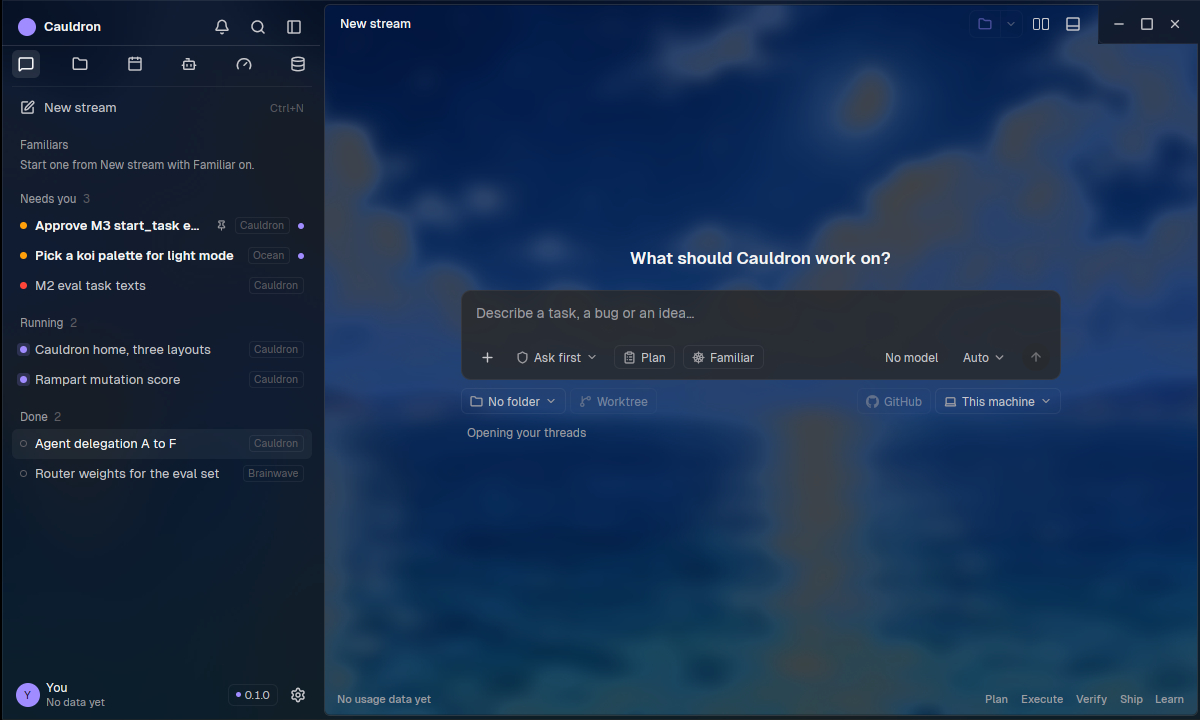 Cauldron
New stream Ctrl+N
Familiars
Start one from New stream with Familiar on.
Needs you 3
Approve M3 start_task e... Cauldron
Pick a koi palette for light mode Ocean
M2 eval task texts Cauldron
Running 2
Cauldron home, three layouts Cauldron
Rampart mutation score Cauldron
Done 2
Agent delegation A to F Cauldron
Router weights for the eval set Brainwave
Y
You
No data yet
0.1.0
New stream
What should Cauldron work on?
Describe a task, a bug or an idea...
Ask first Plan Familiar No model Auto
No folder Worktree GitHub This machine
Opening your threads
No usage data yet Plan Execute Verify Ship Learn